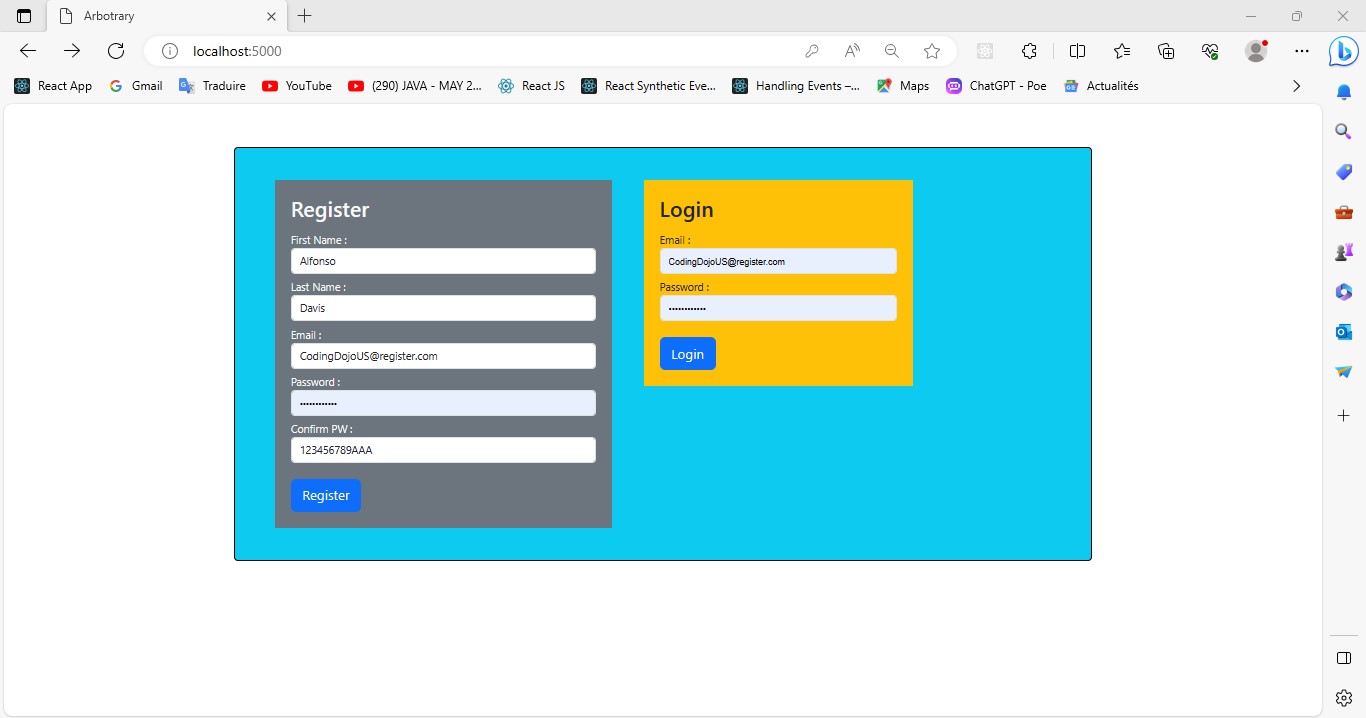 Arbotrary
localhost:5000
React App Gmail Traduire YouTube (290) JAVA - MAY 2... React JS React Synthetic Eve... Handling Events –... Maps ChatGPT - Poe Actualités
Register
First Name :
Alfonso
Last Name :
Davis
Email :
CodingDojoUS@register.com
Password :
••••••••••••
Confirm PW :
123456789AAA
Register
Login
Email :
CodingDojoUS@register.com
Password :
••••••••••••
Login